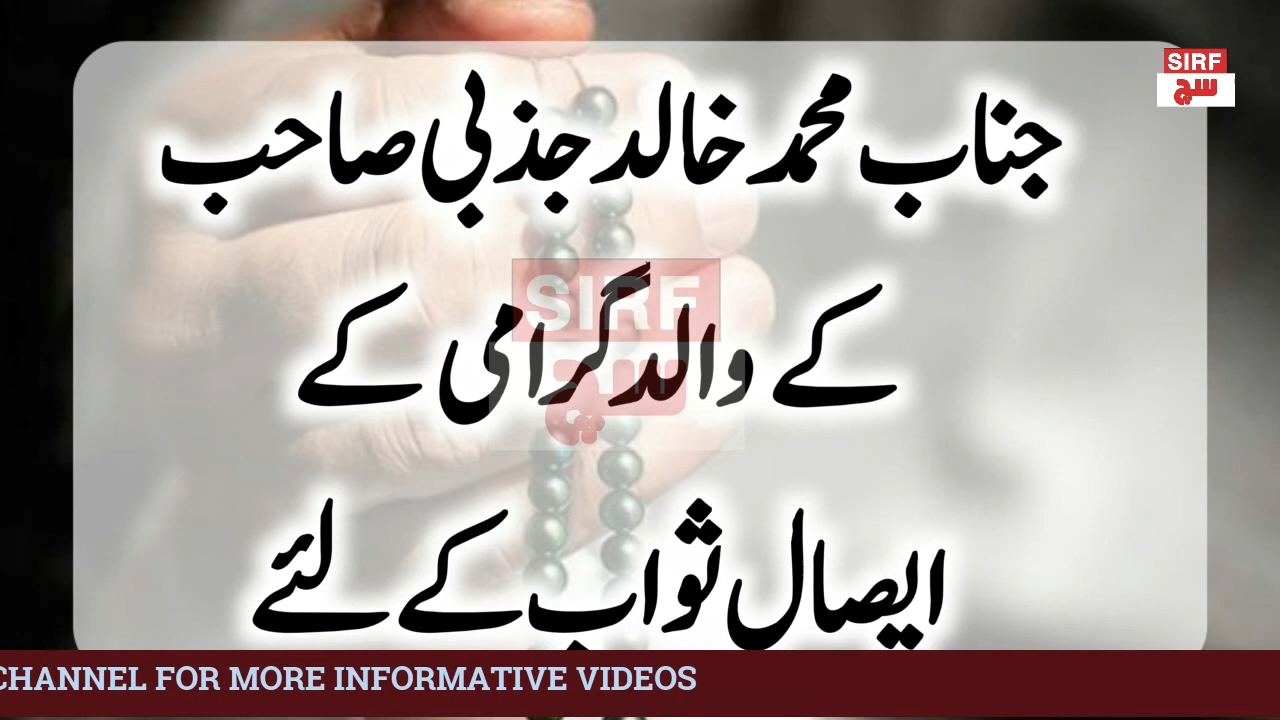 SIRF
سچ
جناب محمد خالد جذبی صاحب
کے والد گرامی کے
SIRF
سچ
ایصال ثواب کے لئے
CHANNEL FOR MORE INFORMATIVE VIDEOS